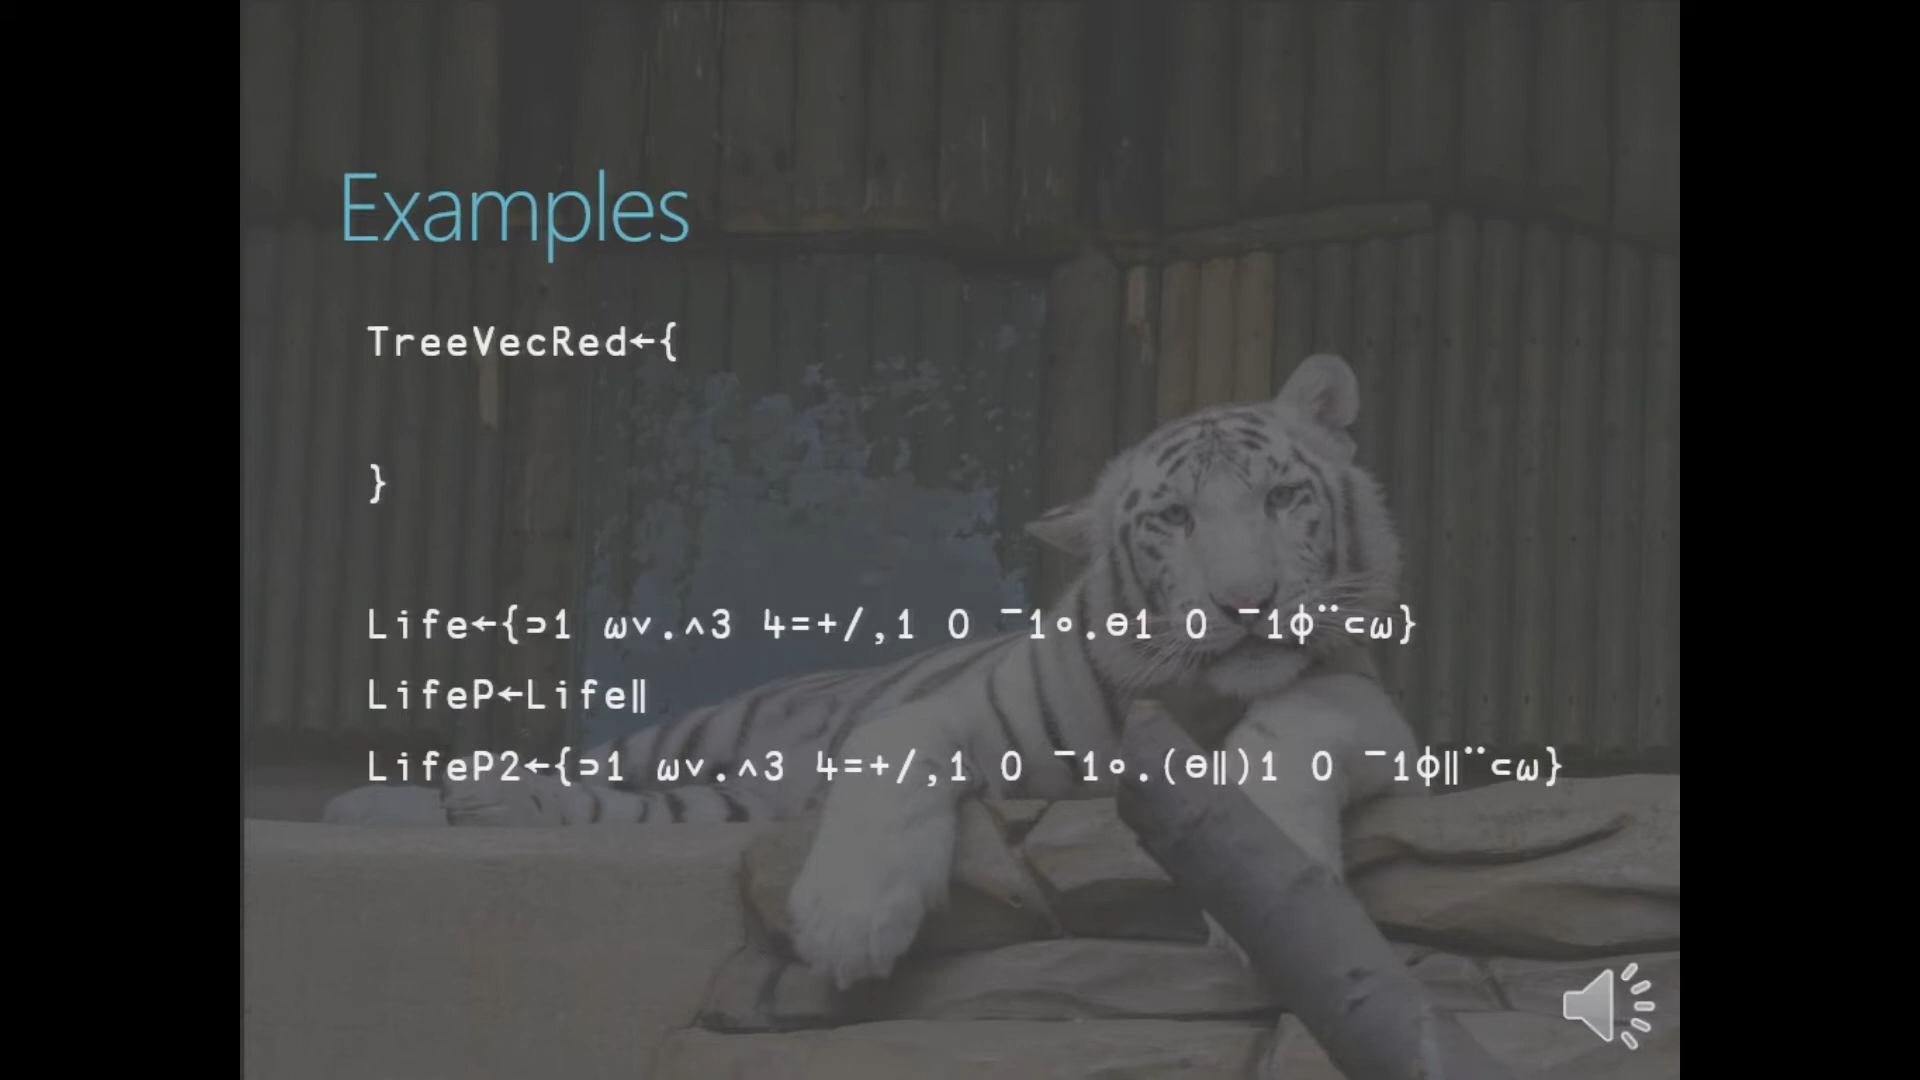 Examples
TreeVecRed←{
}
Life←{⊃1 ⍵∨.∧3 4=+/,1 0 ¯1∘.⊖1 0 ¯1⌽¨⊂⍵}
LifeP←Life∥
LifeP2←{⊃1 ⍵∨.∧3 4=+/,1 0 ¯1∘.(⊖∥)1 0 ¯1⌽∥¨⊂⍵}